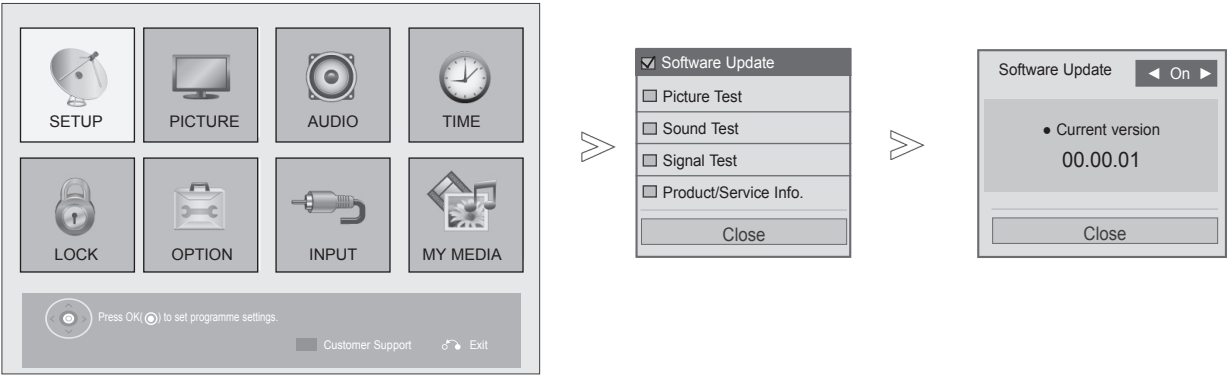 SETUP
PICTURE
AUDIO
TIME
LOCK
OPTION
INPUT
MY MEDIA
Press OK( ) to set programme settings.
Customer Support
Exit
Software Update
Picture Test
Sound Test
Signal Test
Product/Service Info.
Close
Software Update
◄ On ►
● Current version
00.00.01
Close